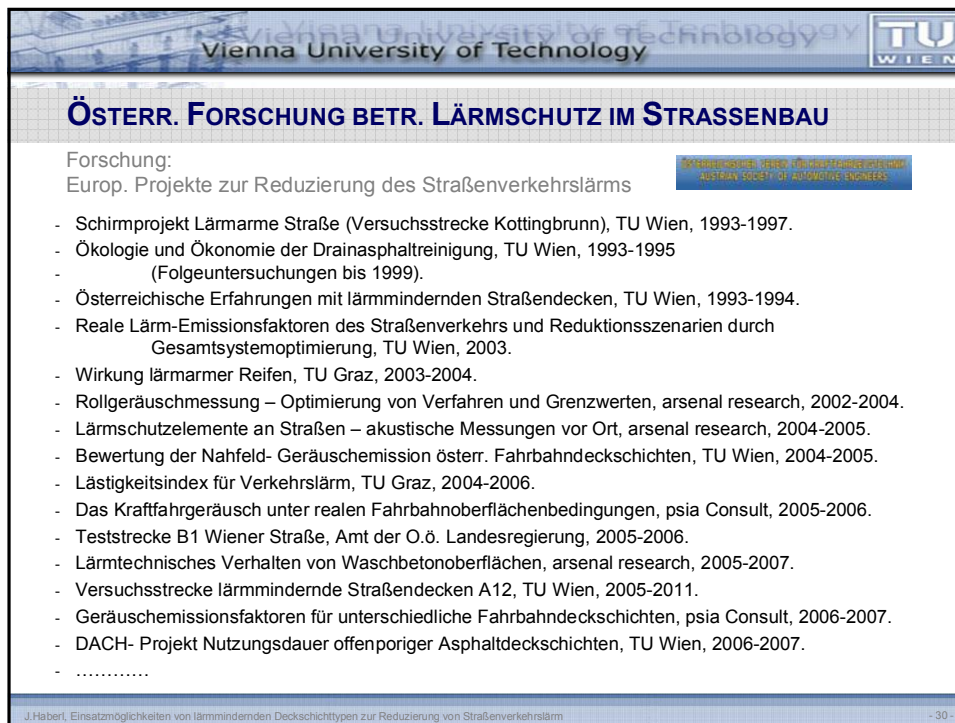 Vienna University of Technology
Vienna University of Technology
TU
WIEN
ÖSTERR. FORSCHUNG BETR. LÄRMSCHUTZ IM STRASSENBAU
Forschung:
Europ. Projekte zur Reduzierung des Straßenverkehrslärms
ÖSTERREICHISCHER VEREIN FÜR KRAFTFAHRZEUGTECHNIK
AUSTRIAN SOCIETY OF AUTOMOTIVE ENGINEERS
- Schirmprojekt Lärmarme Straße (Versuchsstrecke Kottingbrunn), TU Wien, 1993-1997.
- Ökologie und Ökonomie der Drainasphaltreinigung, TU Wien, 1993-1995
- (Folgeuntersuchungen bis 1999).
- Österreichische Erfahrungen mit lärmmindernden Straßendecken, TU Wien, 1993-1994.
- Reale Lärm-Emissionsfaktoren des Straßenverkehrs und Reduktionsszenarien durch
Gesamtsystemoptimierung, TU Wien, 2003.
- Wirkung lärmarmer Reifen, TU Graz, 2003-2004.
- Rollgeräuschmessung – Optimierung von Verfahren und Grenzwerten, arsenal research, 2002-2004.
- Lärmschutzelemente an Straßen – akustische Messungen vor Ort, arsenal research, 2004-2005.
- Bewertung der Nahfeld- Geräuschemission österr. Fahrbahndeckschichten, TU Wien, 2004-2005.
- Lästigkeitsindex für Verkehrslärm, TU Graz, 2004-2006.
- Das Kraftfahrgeräusch unter realen Fahrbahnoberflächenbedingungen, psia Consult, 2005-2006.
- Teststrecke B1 Wiener Straße, Amt der O.ö. Landesregierung, 2005-2006.
- Lärmtechnisches Verhalten von Waschbetonoberflächen, arsenal research, 2005-2007.
- Versuchsstrecke lärmmindernde Straßendecken A12, TU Wien, 2005-2011.
- Geräuschemissionsfaktoren für unterschiedliche Fahrbahndeckschichten, psia Consult, 2006-2007.
- DACH- Projekt Nutzungsdauer offenporiger Asphaltdeckschichten, TU Wien, 2006-2007.
- …………
J.Haberl, Einsatzmöglichkeiten von lärmmindernden Deckschichttypen zur Reduzierung von Straßenverkehrslärm - 30 -